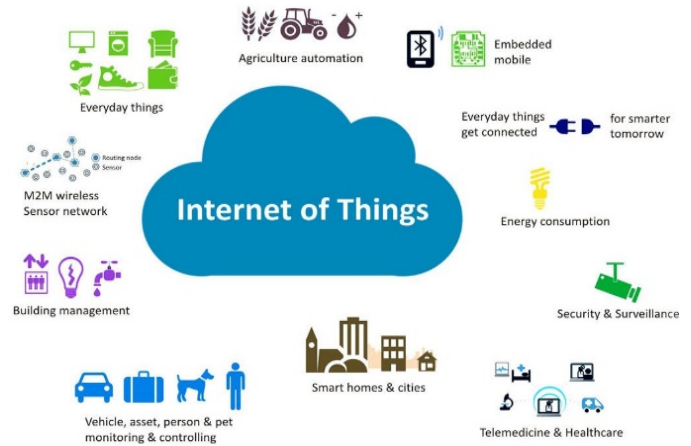 Agriculture automation
Embedded
mobile
Everyday things
Everyday things
get connected
for smarter
tomorrow
Routing node
Sensor
M2M wireless
Sensor network
Internet of Things
Energy consumption
Building management
Security & Surveillance
Smart homes & cities
Vehicle, asset, person & pet
monitoring & controlling
Telemedicine & Healthcare